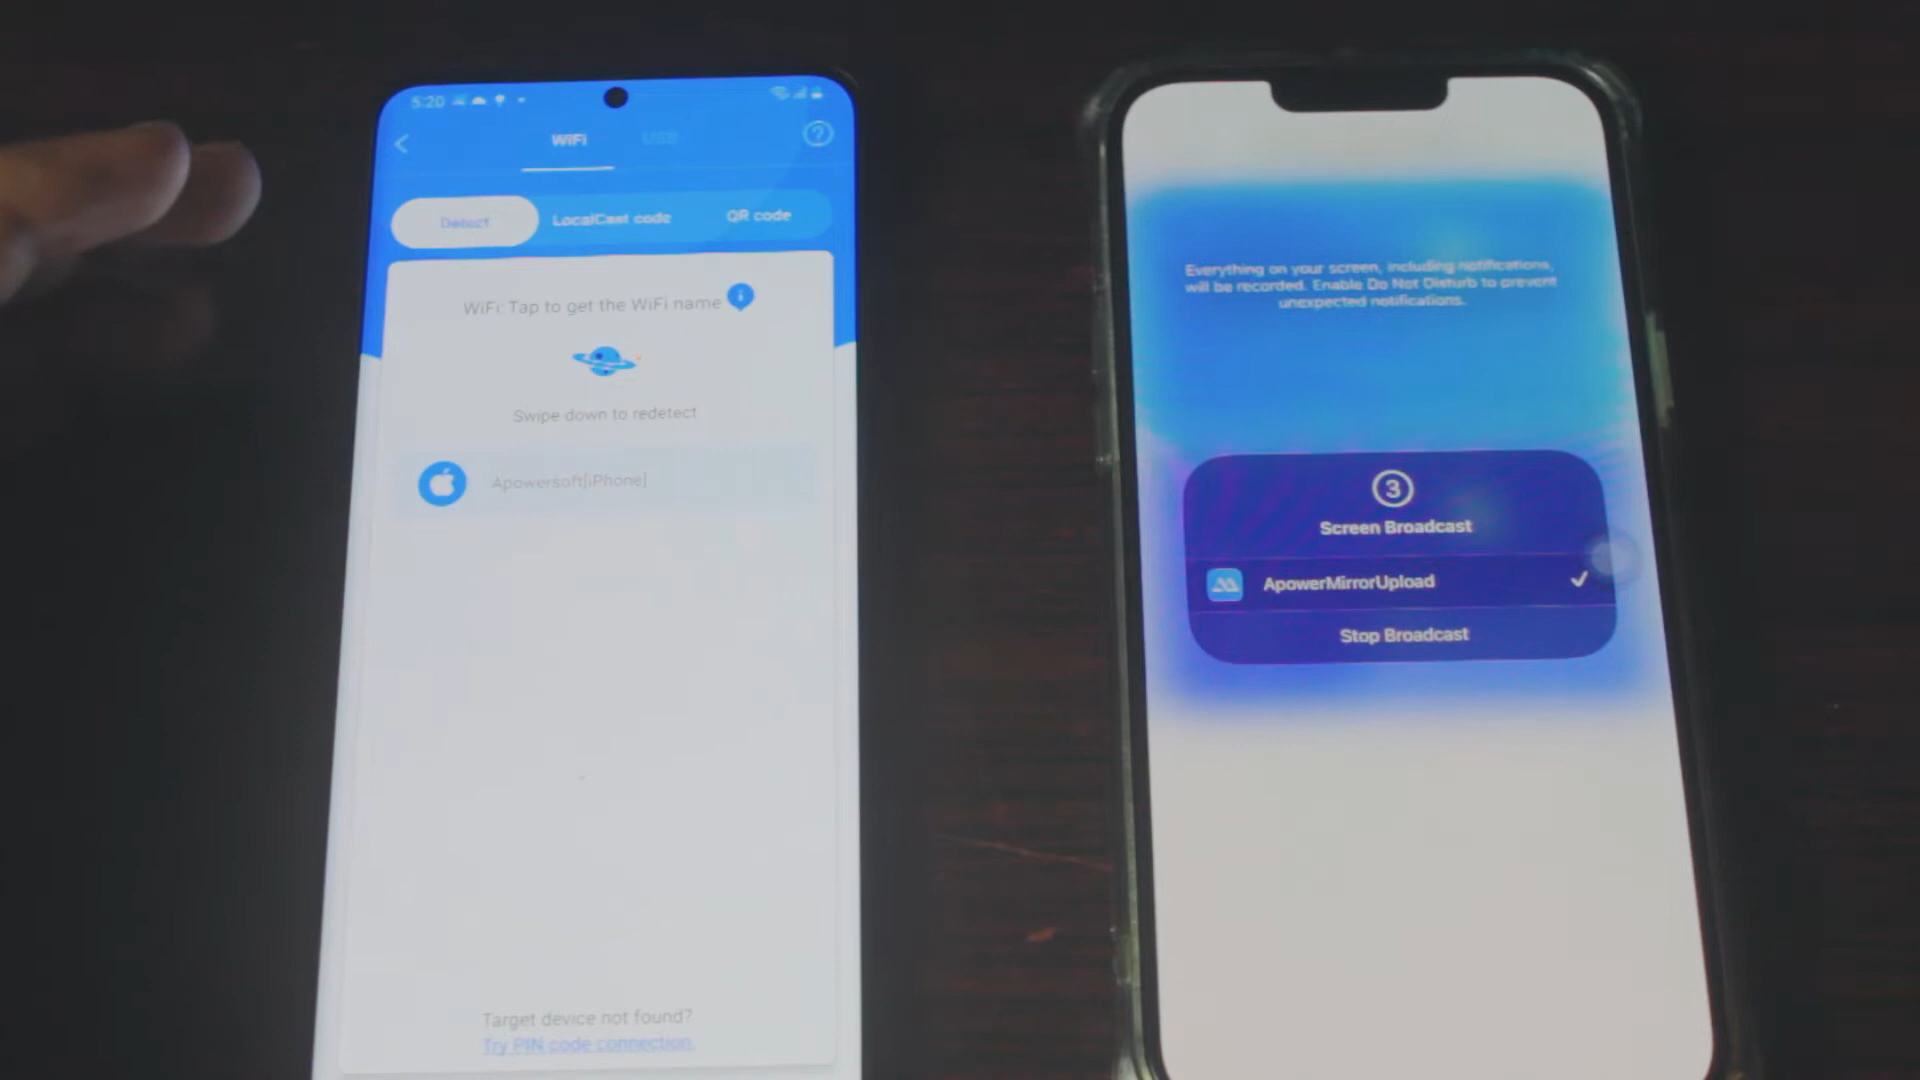 5:20
WiFi USB
Detect LocalCast code QR code
WiFi: Tap to get the WiFi name
Swipe down to redetect
Apowersoft[iPhone]
Target device not found?
Try PIN code connection.
Everything on your screen, including notifications,
will be recorded. Enable Do Not Disturb to prevent
unexpected notifications.
3
Screen Broadcast
ApowerMirrorUpload
Stop Broadcast